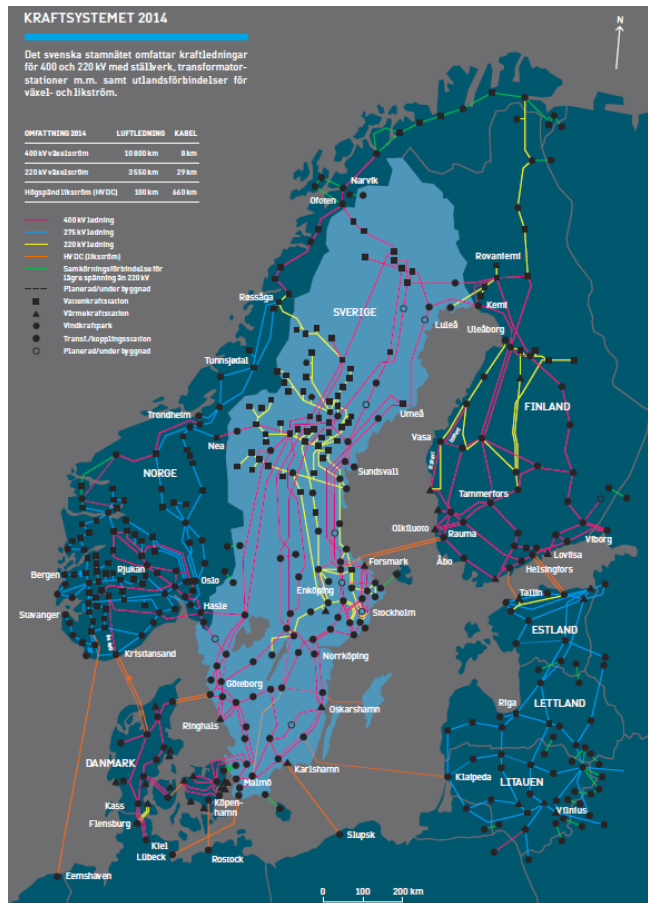 KRAFTSYSTEMET 2014
N
Det svenska stamnätet omfattar kraftledningar
för 400 och 220 kV med ställverk, transformator-
stationer m.m. samt utlandsförbindelser för
växel- och likström.
OMFATTNING 2014 LUFTLEDNING KABEL
400 kV växelström 10 800 km 8 km
220 kV växelström 3 550 km 29 km
Högspänd likström (HVDC) 100 km 660 km
400 kV ledning
275 kV ledning
220 kV ledning
HVDC (likström)
Samkörningsförbindelse för
lägre spänning än 220 kV
Planerad/under byggnad
Vattenkraftstation
Värmekraftstation
Vindkraftpark
Transf./kopplingsstation
Planerad/under byggnad
Narvik
Ofoten
Rovaniemi
Røssåga
SVERIGE
Luleå
Kemi
Uleåborg
Tunnsjødal
FINLAND
Trondheim
Umeå
Vasa
Nea
NORGE
Sundsvall
Tammerfors
Olkiluoto
Rauma
Viborg
Rjukan
Forsmark
Lovisa
Bergen
Oslo
Åbo
Helsingfors
Enköping
Tallin
Stavanger
Hasle
Stockholm
ESTLAND
Kristiansand
Norrköping
Göteborg
Riga
LETTLAND
Ringhals
Oskarshamn
DANMARK
Karlshamn
Klaipeda
LITAUEN
Malmö
Kass
Köpen-
hamn
Vilnius
Flensburg
Kiel
Slupsk
Lübeck
Rostock
Eemshaven
0 100 200 km